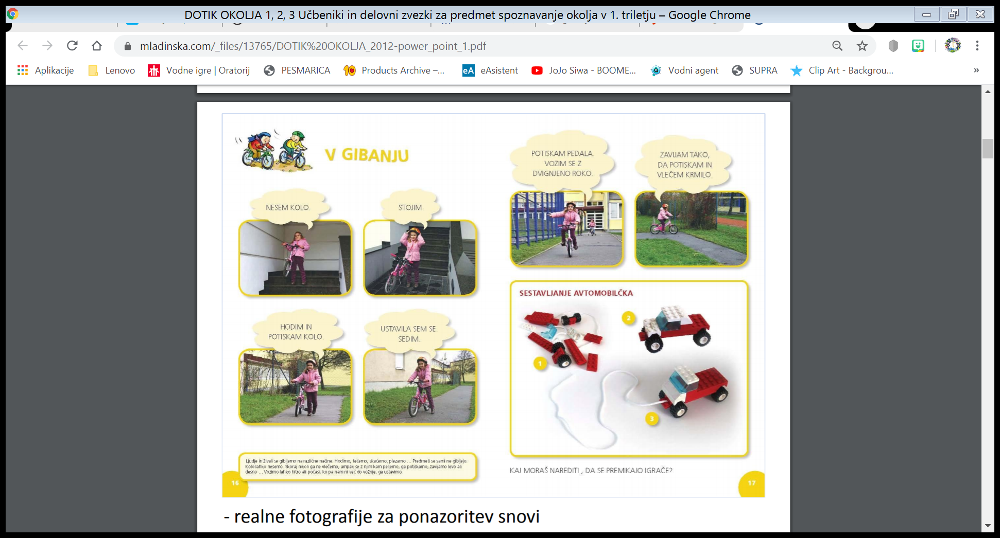 DOTIK OKOLJA 1, 2, 3 Učbeniki in delovni zvezki za predmet spoznavanje okolja v 1. triletju – Google Chrome
mladinska.com/_files/13765/DOTIK%20OKOLJA_2012-power_point_1.pdf
Aplikacije
Lenovo
Vodne igre | Oratorij
PESMARICA
Products Archive –...
eA
eAsistent
JoJo Siwa - BOOME...
Vodni agent
SUPRA
Clip Art - Backgrou...
»
V GIBANJU
NESEM KOLO.
STOJIM.
HODIM IN
POTISKAM KOLO.
USTAVILA SEM SE.
SEDIM.
Ljudje in živali se gibljemo na različne načine. Hodimo, tečemo, skačemo, plezamo ... Predmeti se sami ne gibljejo.
Kolo lahko nesemo. Skoraj nikoli ga ne vlečemo, ampak se z njim kam peljemo, ga potiskamo, zavijamo levo ali
desno ... Vozimo lahko hitro ali počasi, ko pa nam ni več do vožnje, ga ustavimo.
16
POTISKAM PEDALA.
VOZIM SE Z
DVIGNJENO ROKO.
ZAVIJAM TAKO,
DA POTISKAM IN
VLEČEM KRMILO.
SESTAVLJANJE AVTOMOBILČKA
1
2
3
KAJ MORAŠ NAREDITI , DA SE PREMIKAJO IGRAČE?
17
- realne fotografije za ponazoritev snovi